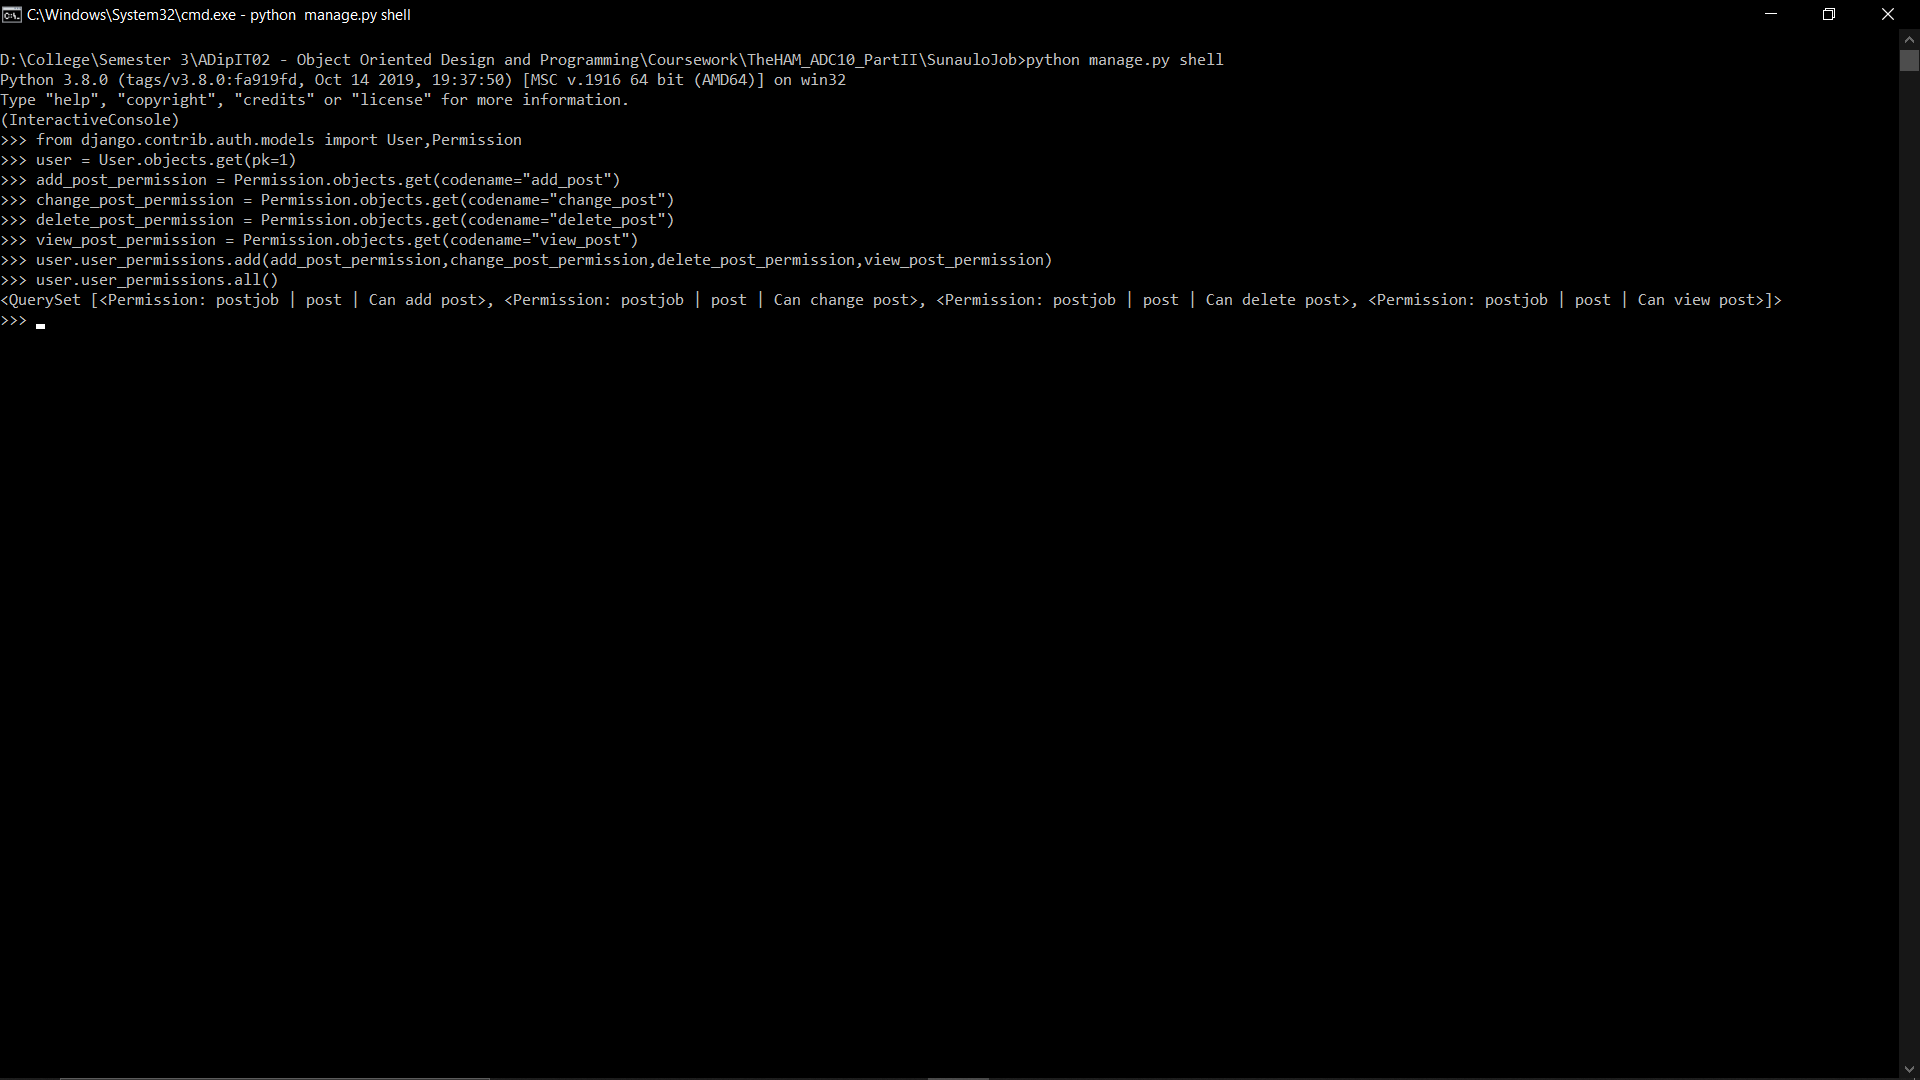 C:\Windows\System32\cmd.exe - python  manage.py shell
D:\College\Semester 3\ADipIT02 - Object Oriented Design and Programming\Coursework\TheHAM_ADC10_PartII\SunauloJob>python manage.py shell
Python 3.8.0 (tags/v3.8.0:fa919fd, Oct 14 2019, 19:37:50) [MSC v.1916 64 bit (AMD64)] on win32
Type "help", "copyright", "credits" or "license" for more information.
(InteractiveConsole)
>>> from django.contrib.auth.models import User,Permission
>>> user = User.objects.get(pk=1)
>>> add_post_permission = Permission.objects.get(codename="add_post")
>>> change_post_permission = Permission.objects.get(codename="change_post")
>>> delete_post_permission = Permission.objects.get(codename="delete_post")
>>> view_post_permission = Permission.objects.get(codename="view_post")
>>> user.user_permissions.add(add_post_permission,change_post_permission,delete_post_permission,view_post_permission)
>>> user.user_permissions.all()
<QuerySet [<Permission: postjob | post | Can add post>, <Permission: postjob | post | Can change post>, <Permission: postjob | post | Can delete post>, <Permission: postjob | post | Can view post>]>
>>>